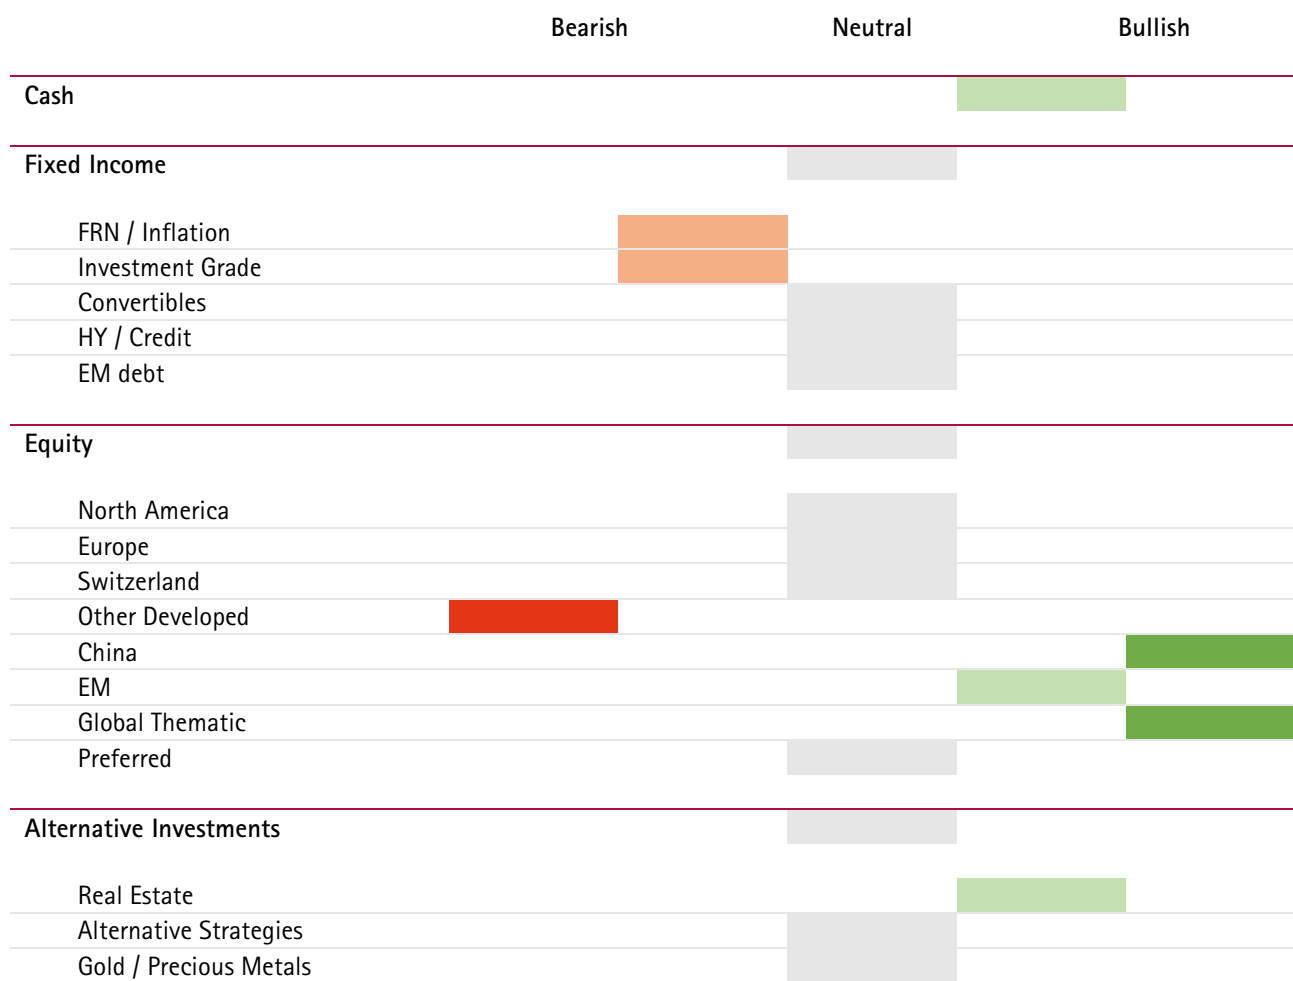 Bearish Neutral Bullish
Cash
Fixed Income
FRN / Inflation
Investment Grade
Convertibles
HY / Credit
EM debt
Equity
North America
Europe
Switzerland
Other Developed
China
EM
Global Thematic
Preferred
Alternative Investments
Real Estate
Alternative Strategies
Gold / Precious Metals